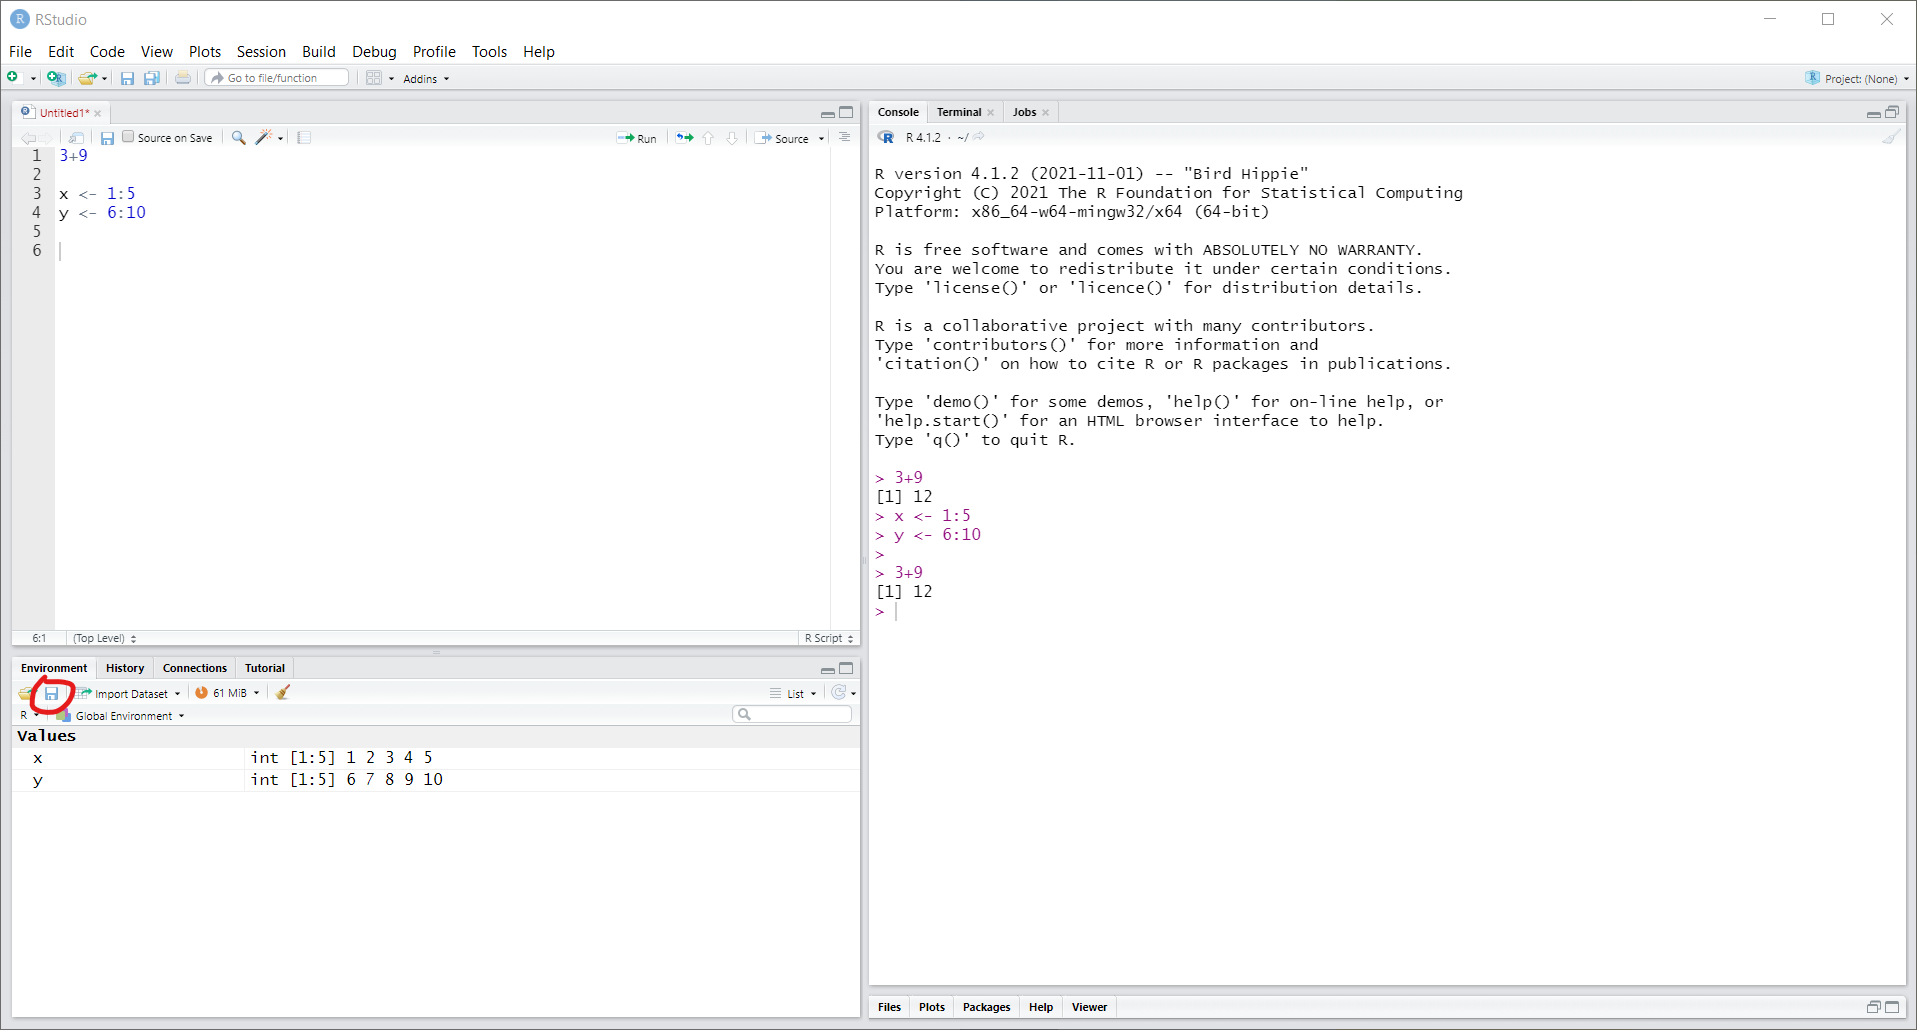 RStudio
File Edit Code View Plots Session Build Debug Profile Tools Help
Go to file/function Addins Project: (None)
Untitled1*
Source on Save Run Source
1 3+9
2
3 x <- 1:5
4 y <- 6:10
5
6
6:1 (Top Level) R Script
Environment History Connections Tutorial
Import Dataset 61 MiB List
R Global Environment
Values
x int [1:5] 1 2 3 4 5
y int [1:5] 6 7 8 9 10
Console Terminal Jobs
R 4.1.2 · ~/
R version 4.1.2 (2021-11-01) -- "Bird Hippie"
Copyright (C) 2021 The R Foundation for Statistical Computing
Platform: x86_64-w64-mingw32/x64 (64-bit)
R is free software and comes with ABSOLUTELY NO WARRANTY.
You are welcome to redistribute it under certain conditions.
Type 'license()' or 'licence()' for distribution details.
R is a collaborative project with many contributors.
Type 'contributors()' for more information and
'citation()' on how to cite R or R packages in publications.
Type 'demo()' for some demos, 'help()' for on-line help, or
'help.start()' for an HTML browser interface to help.
Type 'q()' to quit R.
> 3+9
[1] 12
> x <- 1:5
> y <- 6:10
>
> 3+9
[1] 12
>
Files Plots Packages Help Viewer